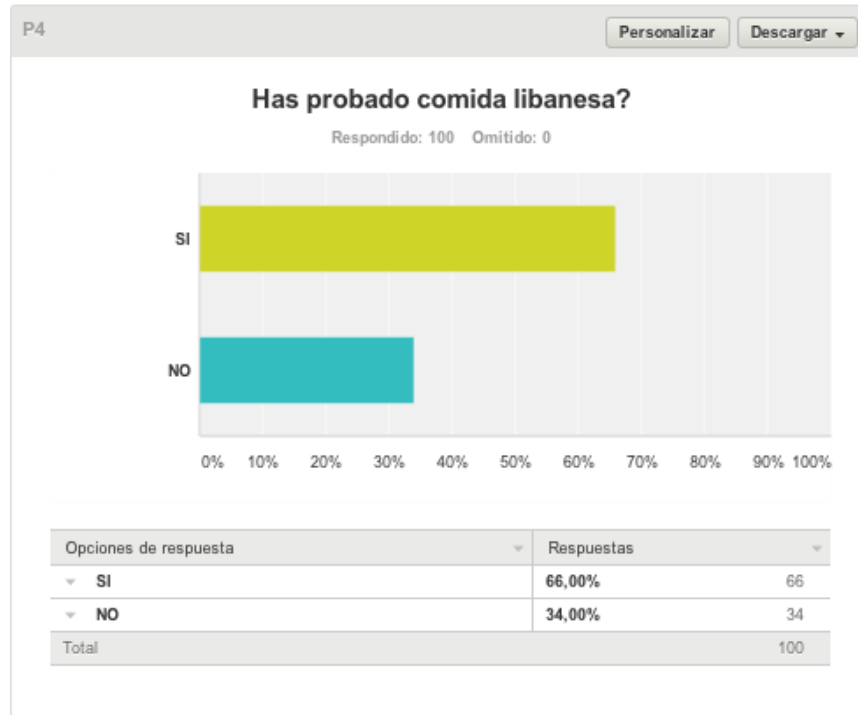 P4 Personalizar Descargar
Has probado comida libanesa?
Respondido: 100 Omitido: 0
SI
NO
0% 10% 20% 30% 40% 50% 60% 70% 80% 90% 100%
Opciones de respuesta Respuestas
SI 66,00% 66
NO 34,00% 34
Total 100